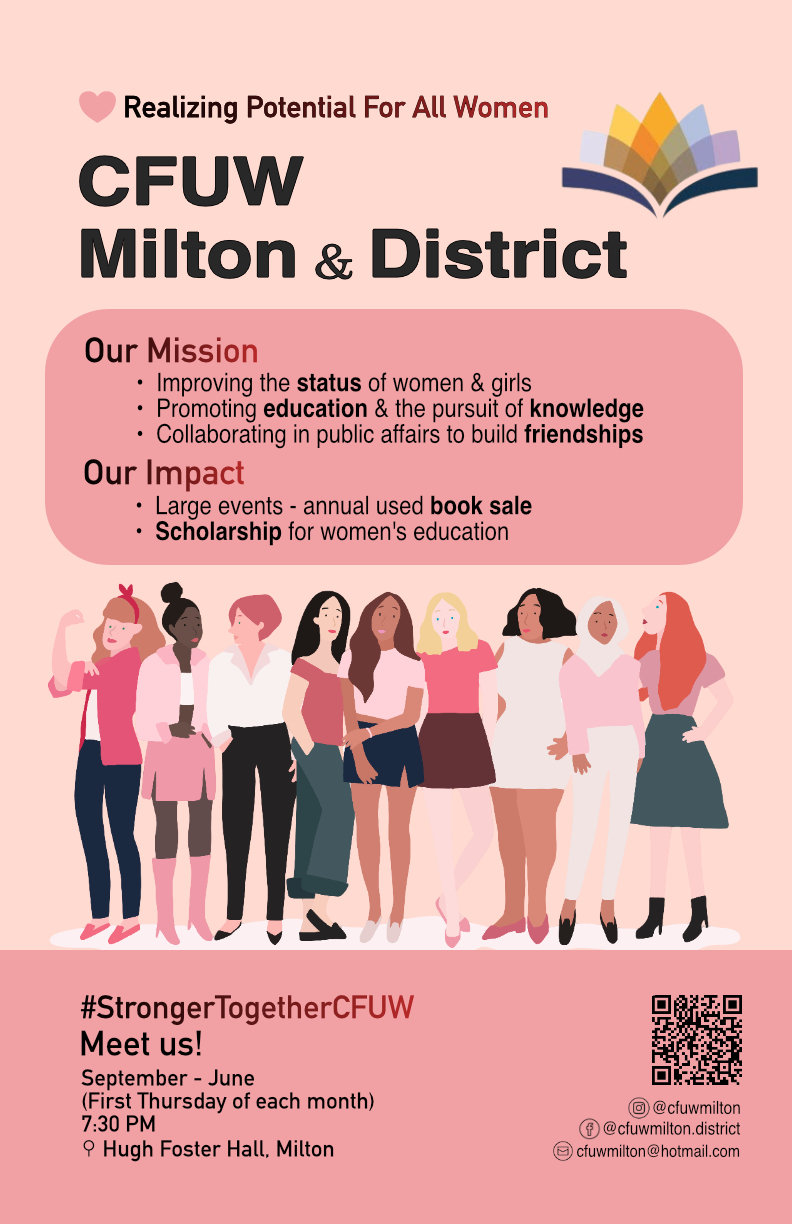 Realizing Potential For All Women
CFUW
Milton & District
Our Mission
• Improving the status of women & girls
• Promoting education & the pursuit of knowledge
• Collaborating in public affairs to build friendships
Our Impact
• Large events - annual used book sale
• Scholarship for women's education
#StrongerTogetherCFUW
Meet us!
September - June
(First Thursday of each month)
7:30 PM
Hugh Foster Hall, Milton
@cfuwmilton
@cfuwmilton.district
cfuwmilton@hotmail.com